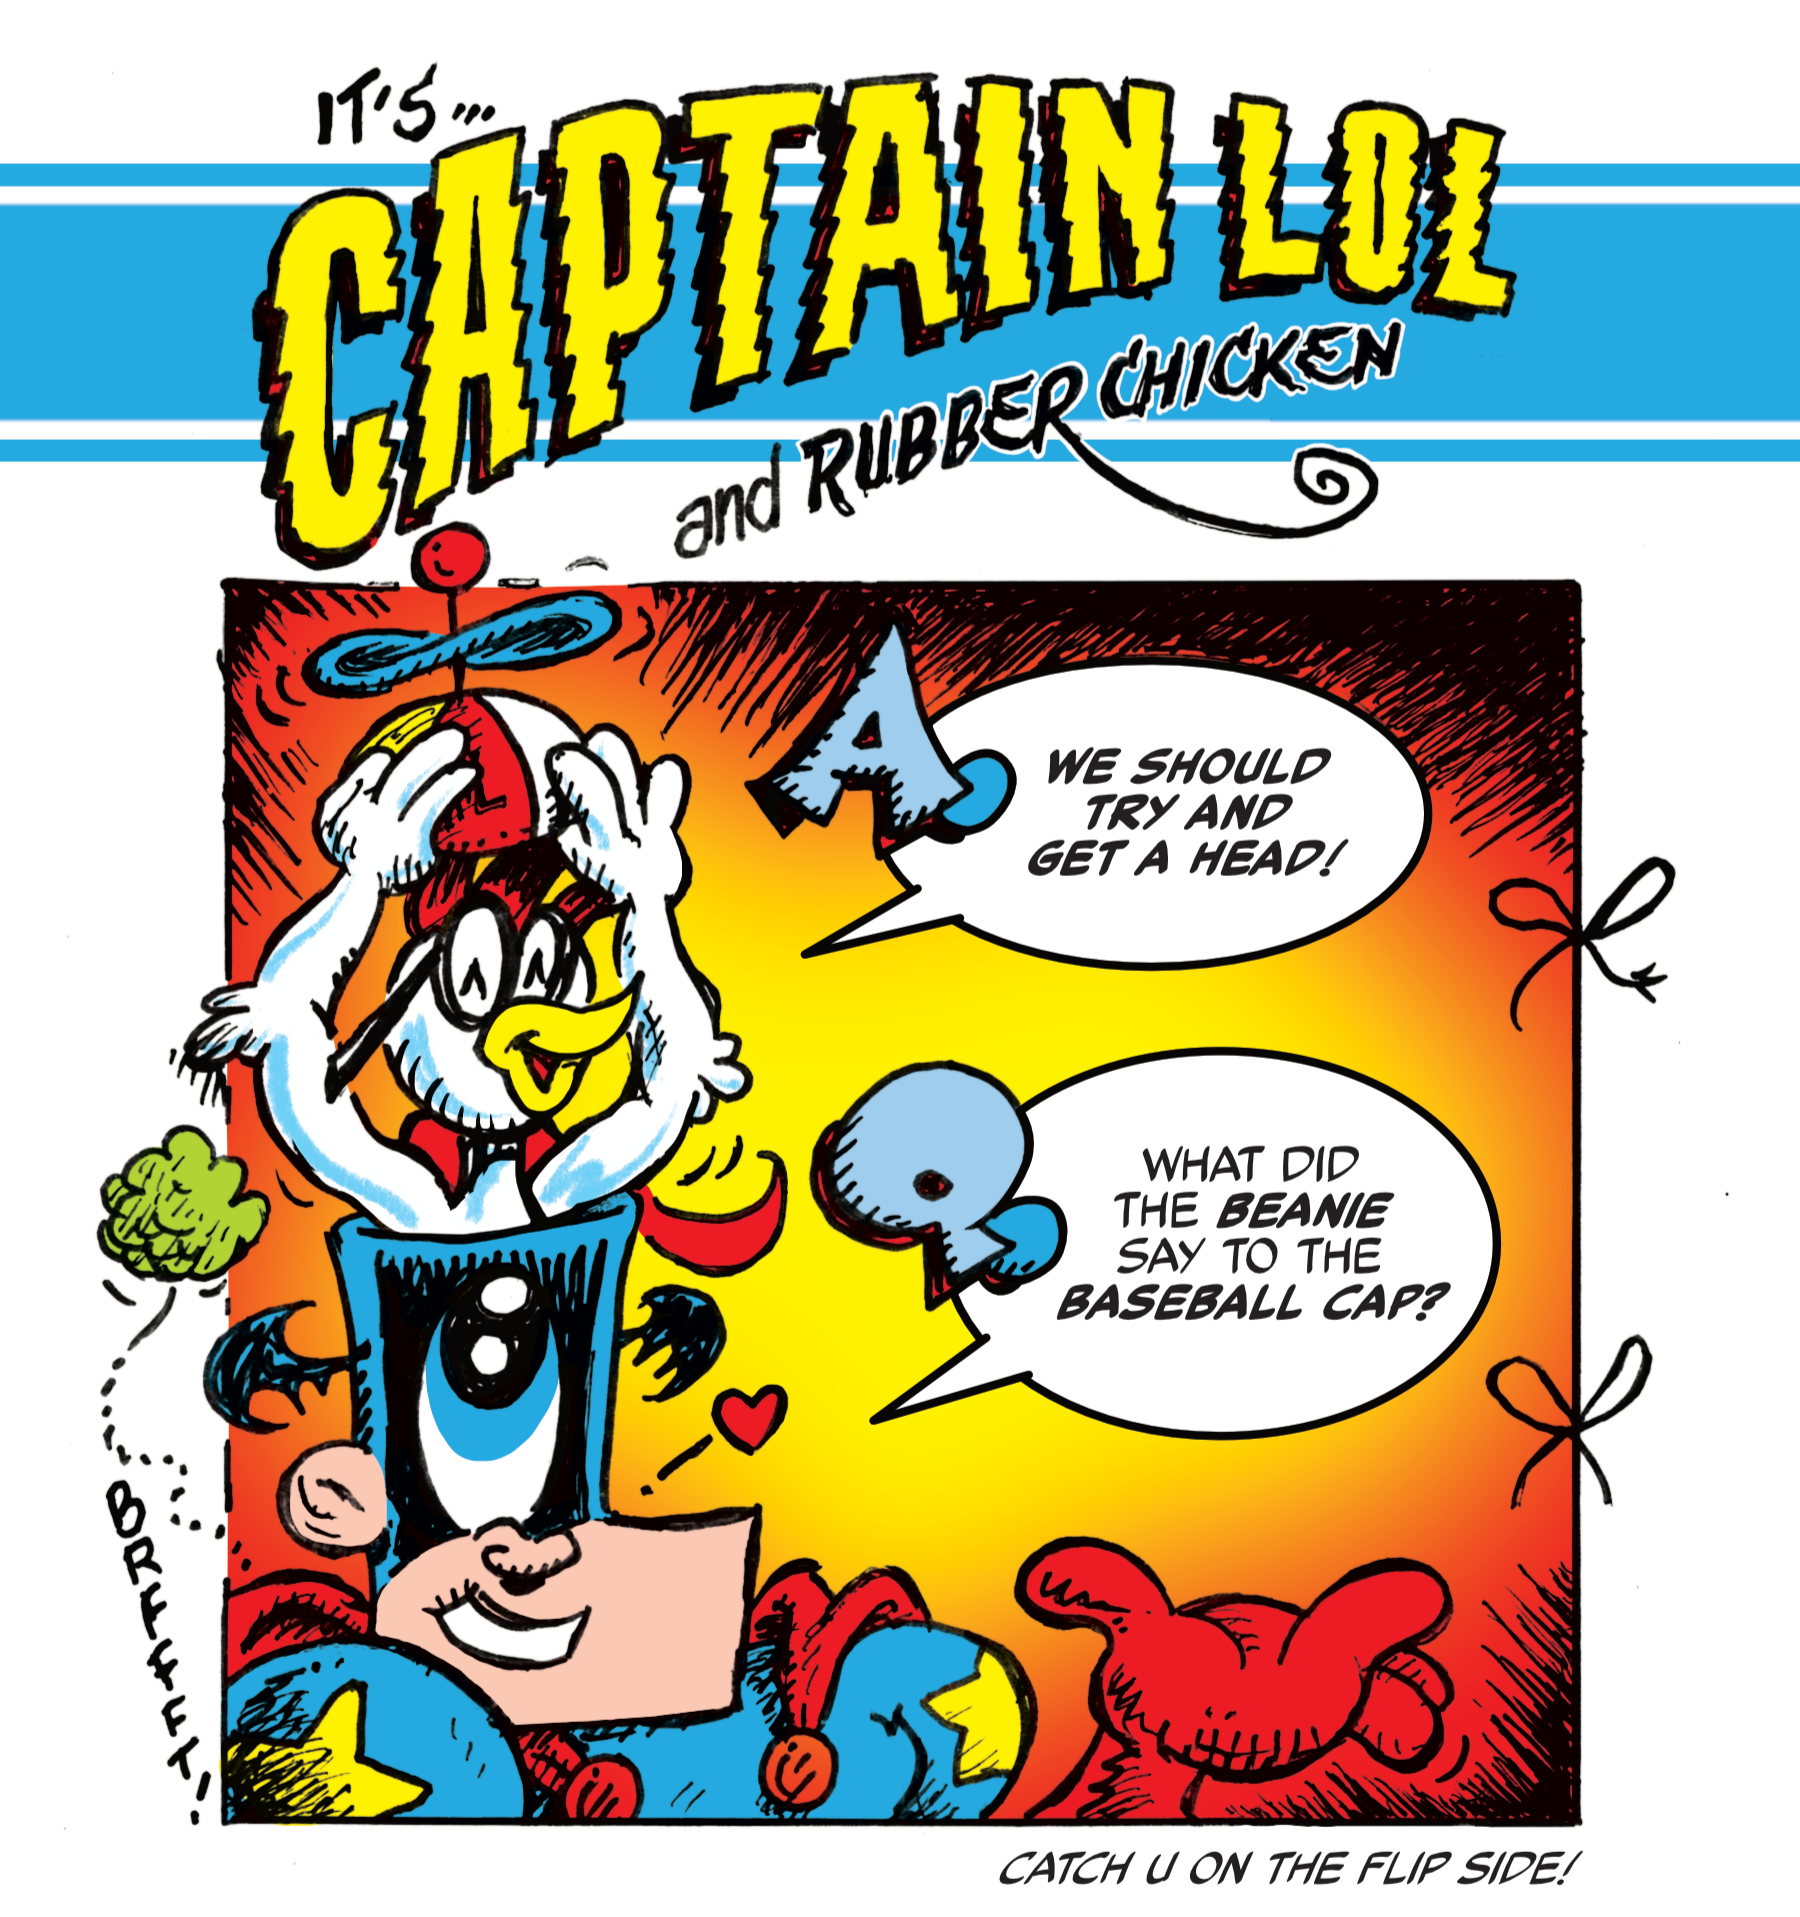 IT'S...
CAPTAIN LOL
and RUBBER CHICKEN
A.
WE SHOULD
TRY AND
GET A HEAD!
Q.
WHAT DID
THE BEANIE
SAY TO THE
BASEBALL CAP?
BRFFFFT!
CATCH U ON THE FLIP SIDE!